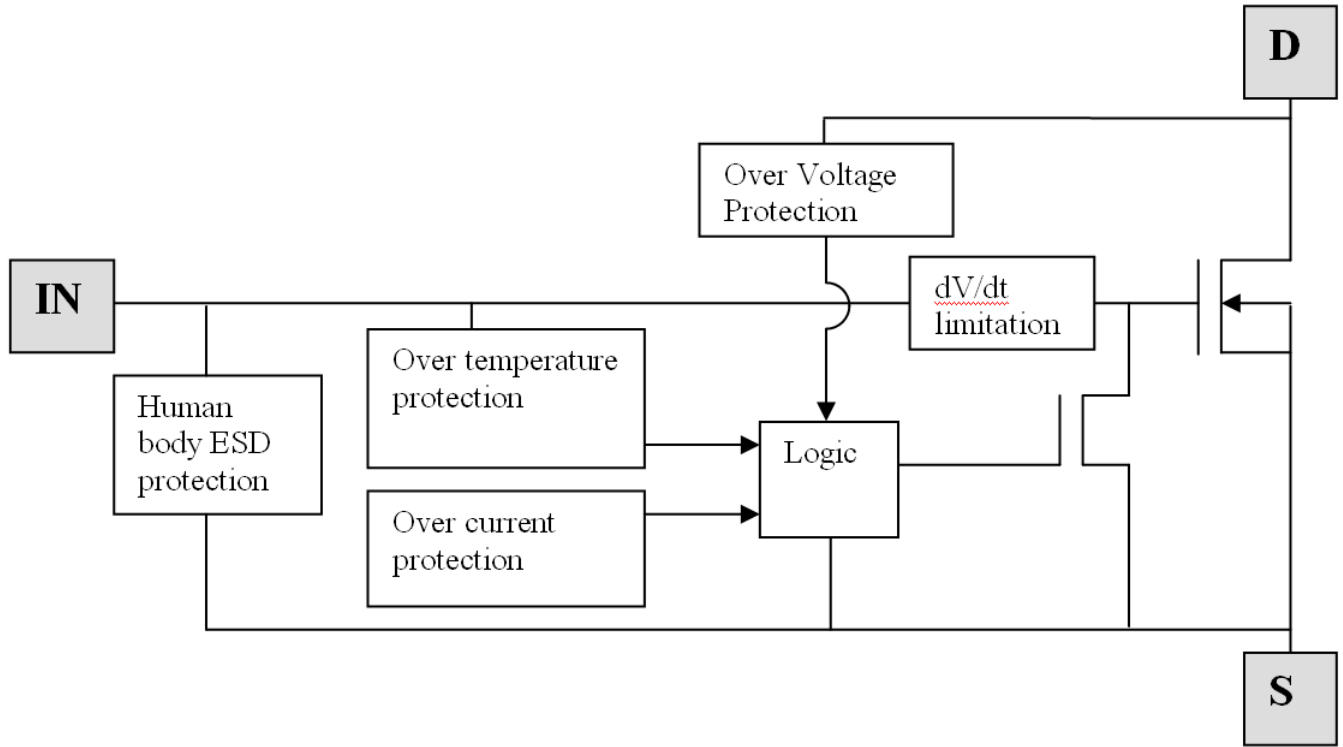 D
Over Voltage
Protection
IN
dV/dt
limitation
Over temperature
protection
Human
body ESD
protection
Logic
Over current
protection
S